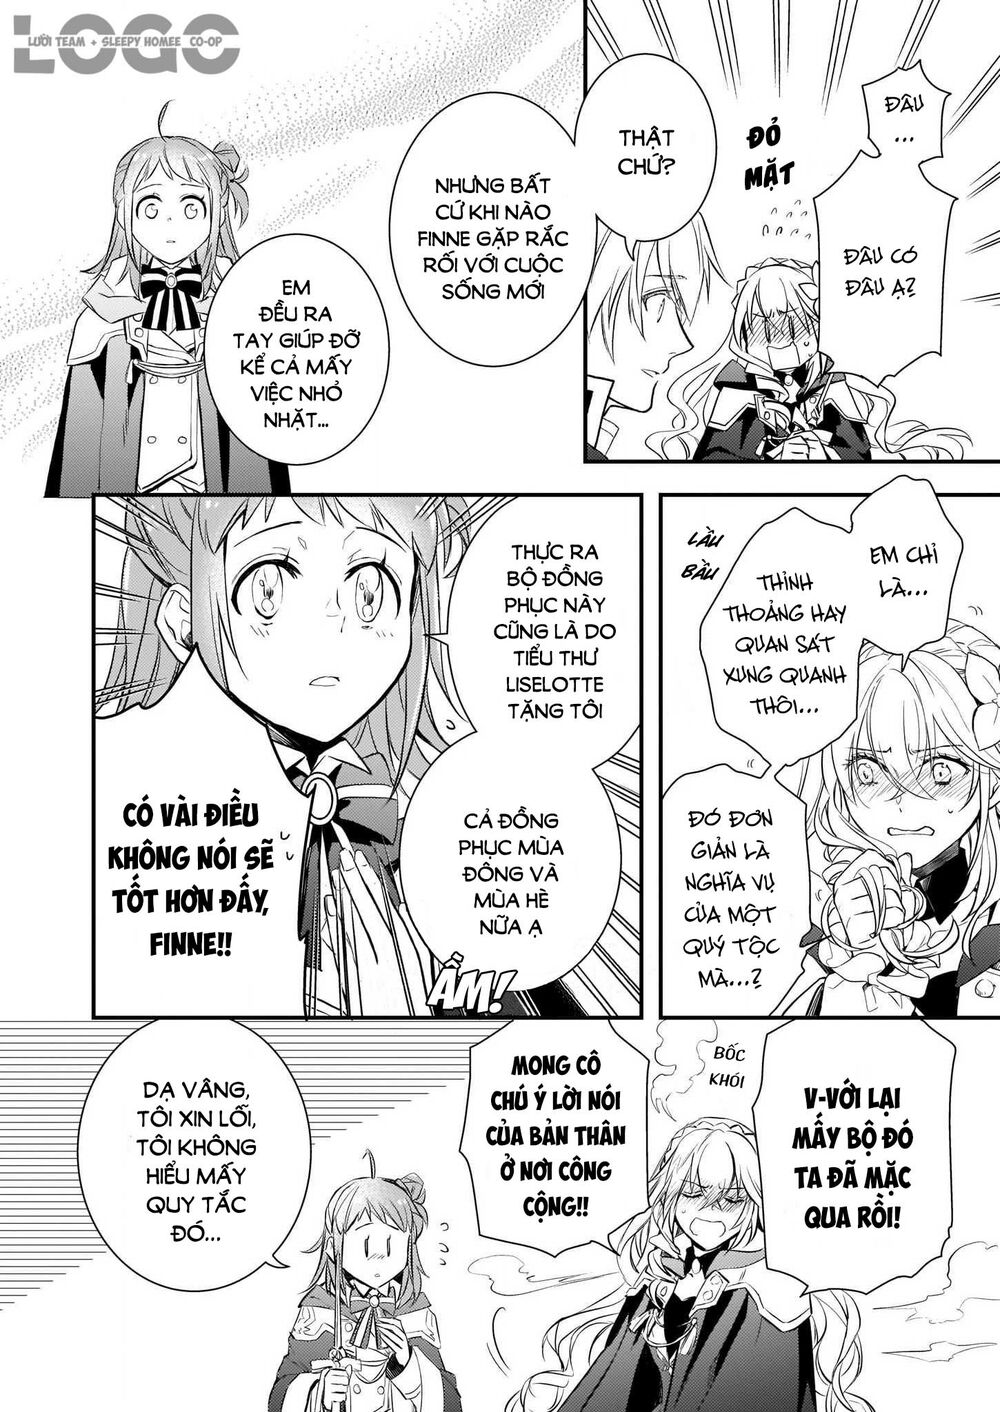 LOGO
LƯỜI TEAM + SLEEPY HOMEE CO-OP
ĐÂU
...
ĐÂU CÓ
ĐÂU Ạ?
ĐỎ
MẶT
THẬT
CHỨ?
NHƯNG BẤT
CỨ KHI NÀO
FINNE GẶP RẮC
RỐI VỚI CUỘC
SỐNG MỚI
EM
ĐỀU RA
TAY GIÚP ĐỠ
KỂ CẢ MẤY
VIỆC NHỎ
NHẶT...
EM CHỈ
LÀ...
LẦU
BẦU
THỈNH
THOẢNG HAY
QUAN SÁT
XUNG QUANH
THÔI...
ĐÓ ĐƠN
GIẢN LÀ
NGHĨA VỤ
CỦA MỘT
QUÝ TỘC
MÀ...?
THỰC RA
BỘ ĐỒNG
PHỤC NÀY
CŨNG LÀ DO
TIỂU THƯ
LISELOTTE
TẶNG TÔI
CẢ ĐỒNG
PHỤC MÙA
ĐÔNG VÀ
MÙA HÈ
NỮA Ạ
ẦM!
CÓ VÀI ĐIỀU
KHÔNG NÓI SẼ
TỐT HƠN ĐẤY,
FINNE!!
V-VỚI LẠI
MẤY BỘ ĐÓ
TA ĐÃ MẶC
QUA RỒI!
BỐC
KHÓI
MONG CÔ
CHÚ Ý LỜI NÓI
CỦA BẢN THÂN
Ở NƠI CÔNG
CỘNG!!
DẠ VÂNG,
TÔI XIN LỐI,
TÔI KHÔNG
HIỂU MẤY
QUY TẮC
ĐÓ...